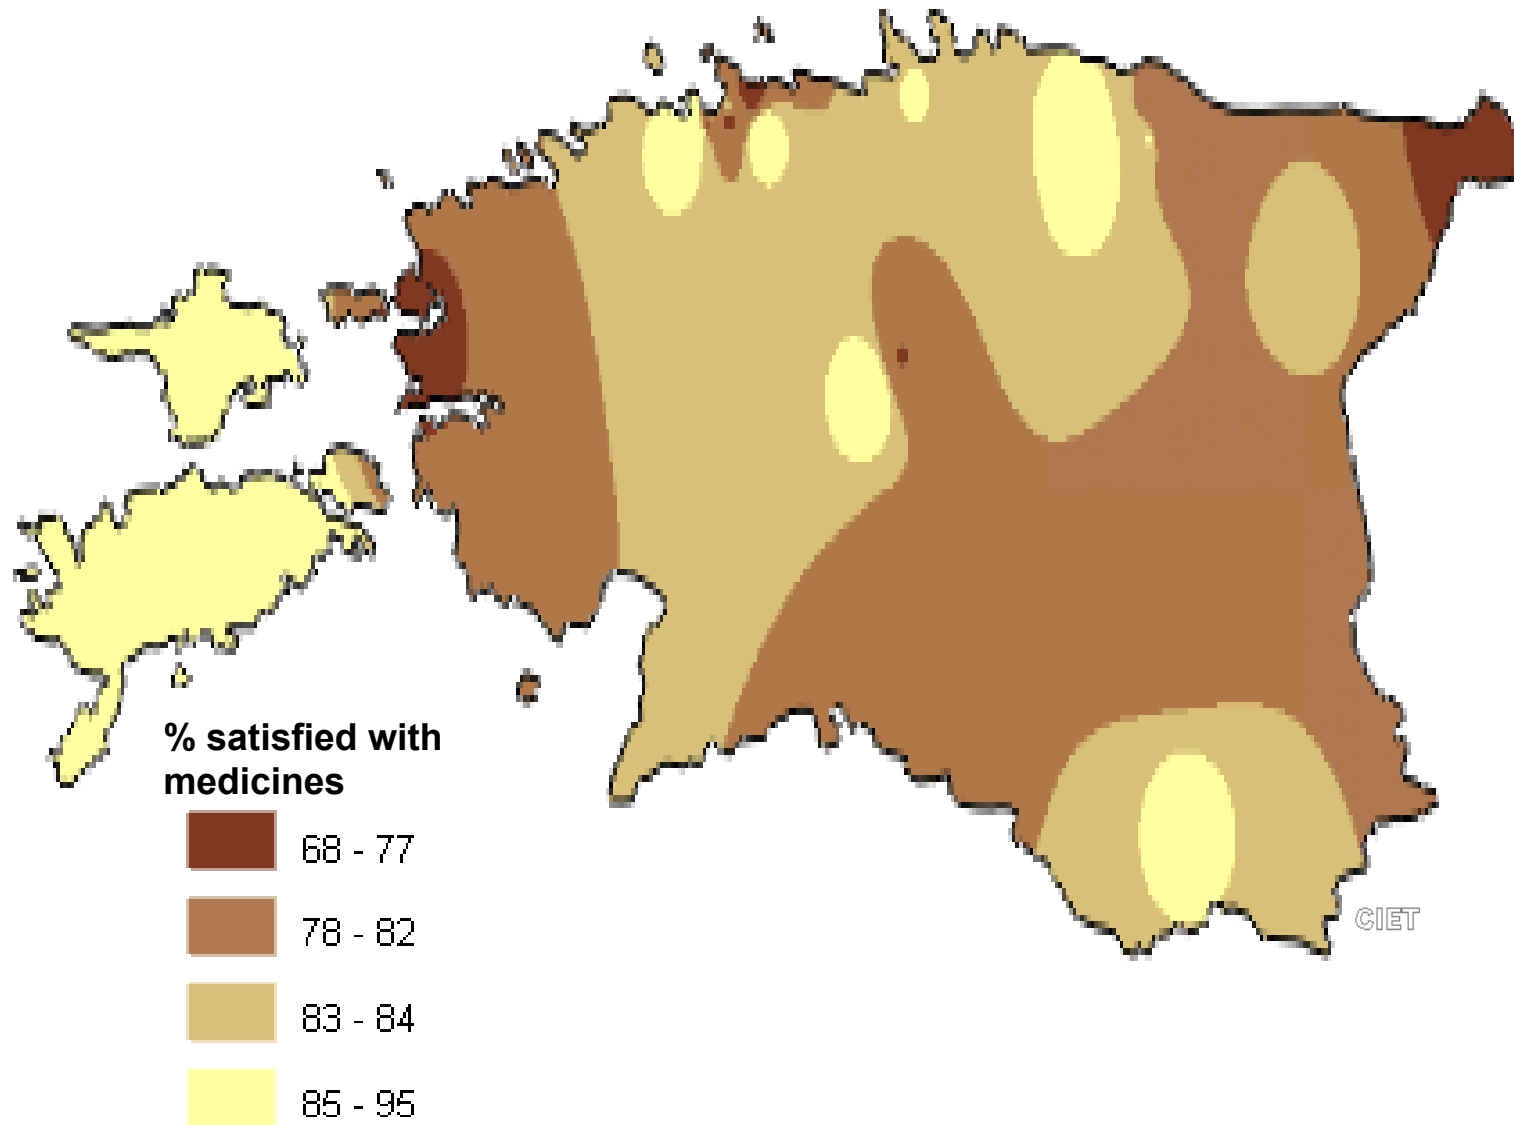 % satisfied with
medicines
68 - 77
78 - 82
83 - 84
85 - 95
CIET